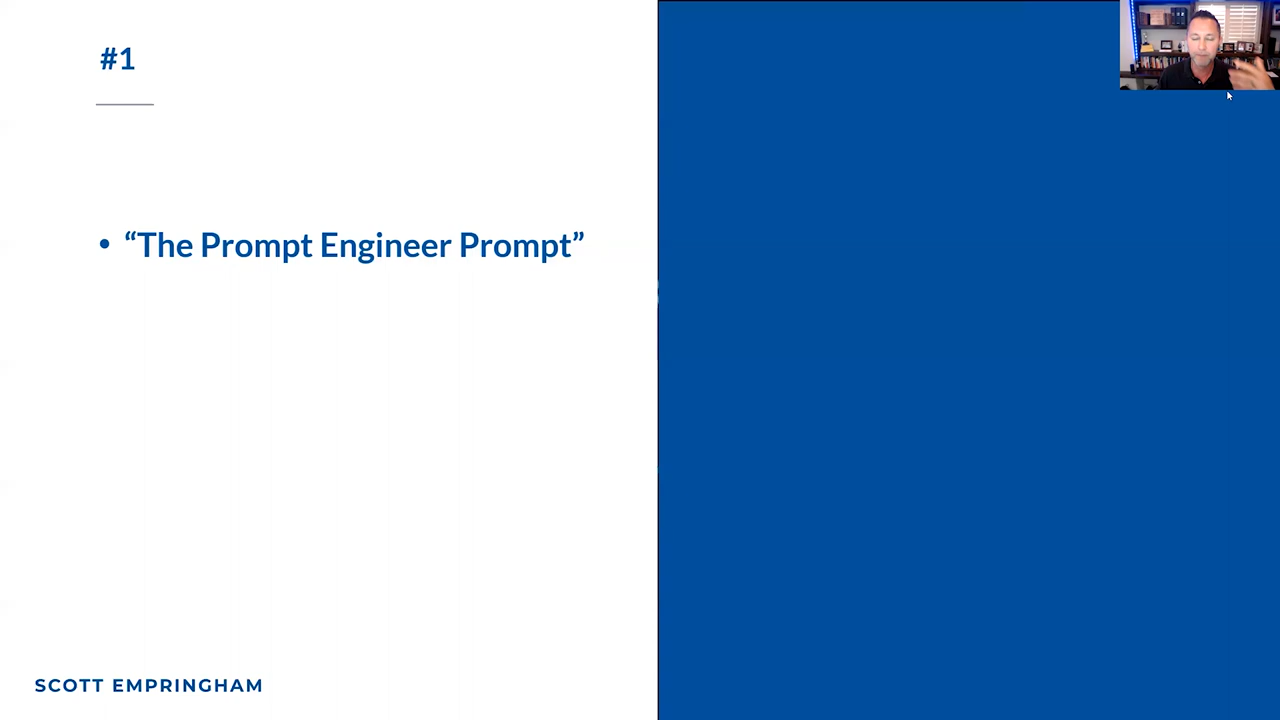 #1
• “The Prompt Engineer Prompt”
SCOTT EMPRINGHAM